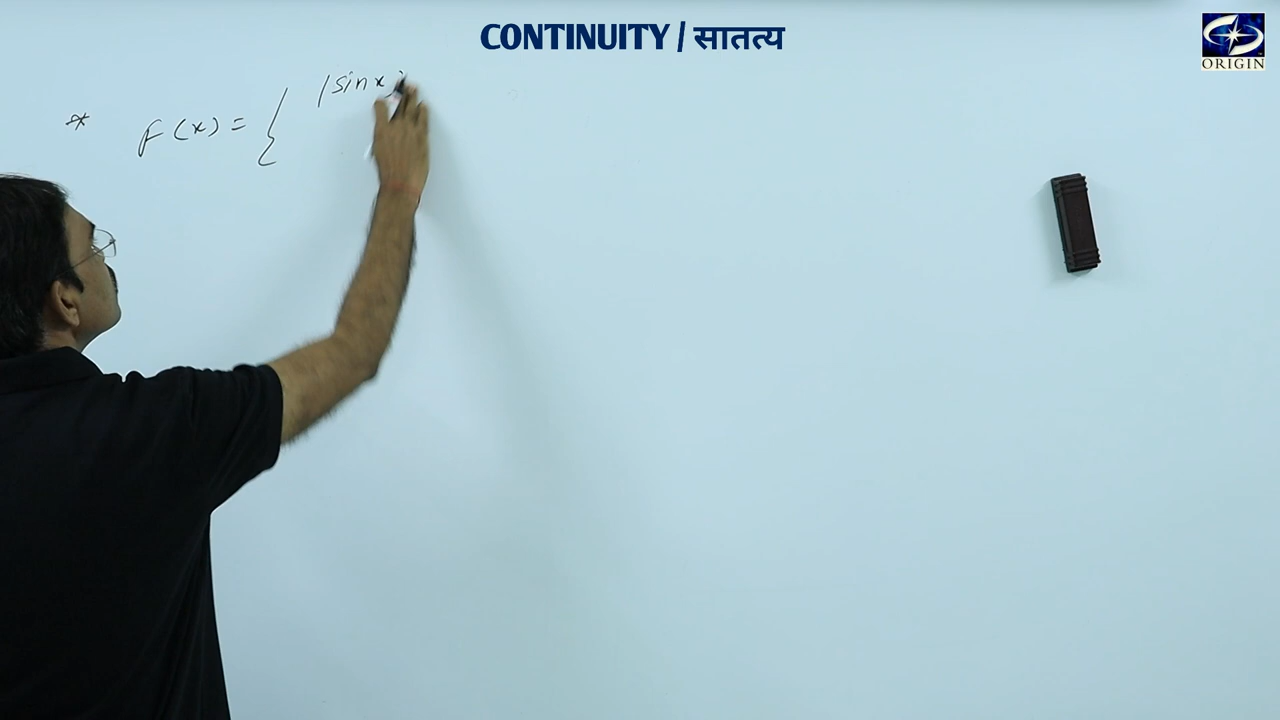 CONTINUITY / सातत्य
ORIGIN
|sin x
* f(x) = {